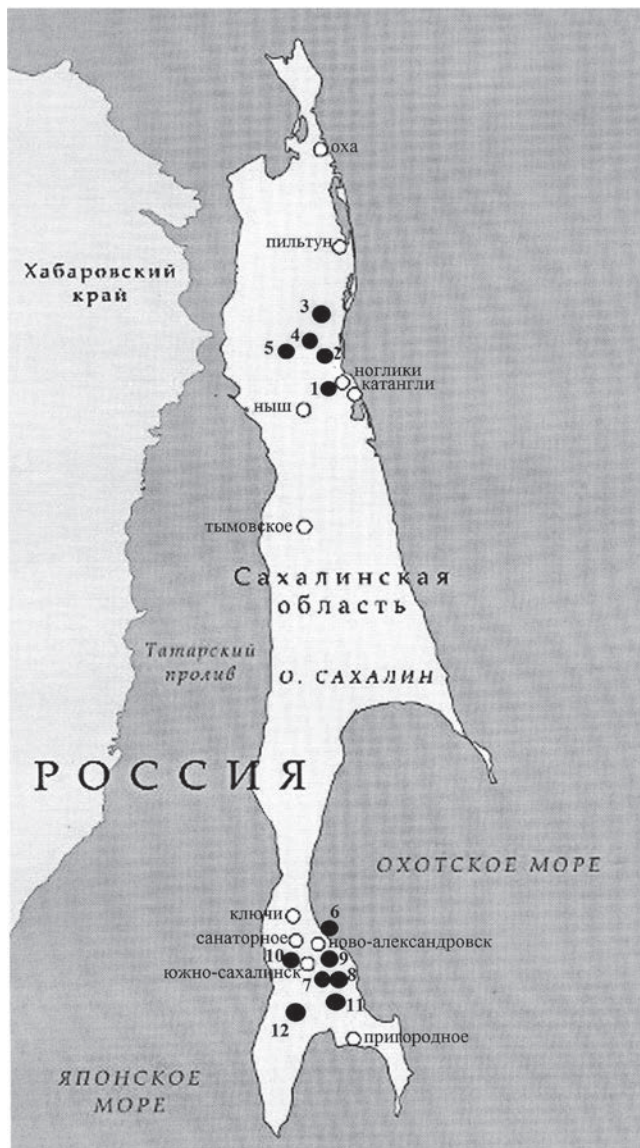 оха
пильтун
Хабаровский
край
3
4
5
2
ноглики
1
катангли
ныш
тымовское
Сахалинская
область
Татарский
пролив
О. САХАЛИН
РОССИЯ
ОХОТСКОЕ МОРЕ
ключи
6
санаторное
ново-александровск
10
9
южно-сахалинск
7
8
11
12
пригородное
ЯПОНСКОЕ
МОРЕ